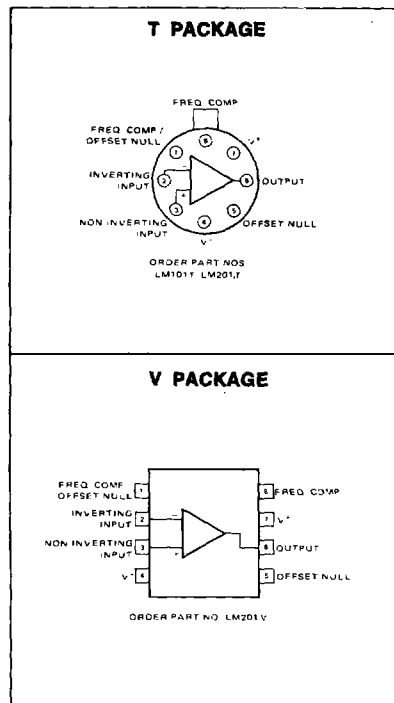 T PACKAGE
FREQ COMP
FREQ COMP/
OFFSET NULL
8
V+
1
7
INVERTING
INPUT
2
−
6
OUTPUT
+
3
5
NON INVERTING
INPUT
4
OFFSET NULL
V−
ORDER PART NOS
LM101T LM201T
V PACKAGE
FREQ COMP
OFFSET NULL
1
8
FREQ COMP
INVERTING
INPUT
2
−
7
V+
NON INVERTING
INPUT
3
+
6
OUTPUT
V−
4
5
OFFSET NULL
ORDER PART NO LM201V